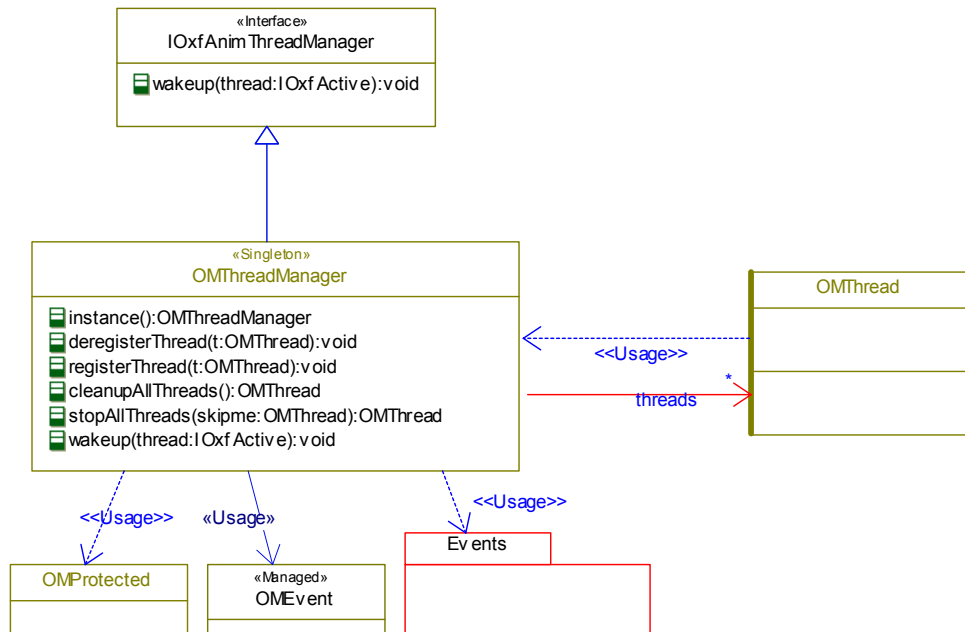 «Interface»
IOxfAnimThreadManager
wakeup(thread:IOxfActive):void
«Singleton»
OMThreadManager
instance():OMThreadManager
deregisterThread(t:OMThread):void
registerThread(t:OMThread):void
cleanupAllThreads():OMThread
stopAllThreads(skipme:OMThread):OMThread
wakeup(thread:IOxfActive):void
OMThread
<<Usage>>
*
threads
<<Usage>>
«Usage»
<<Usage>>
OMProtected
«Managed»
OMEvent
Events